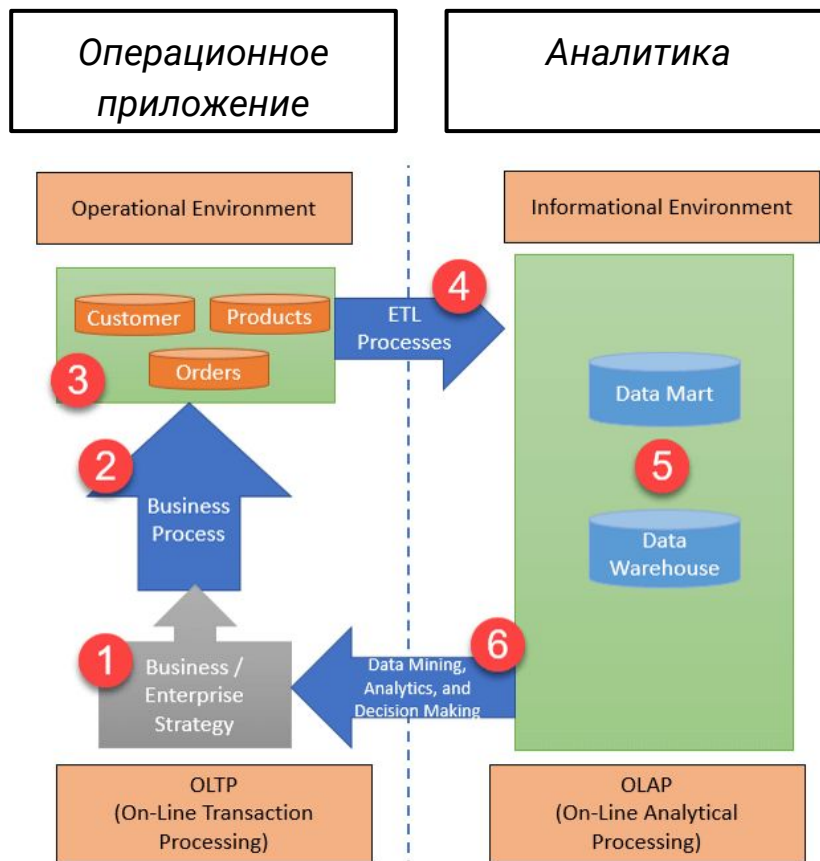 Операционное
приложение
Аналитика
Operational Environment
Informational Environment
Customer
Products
Orders
3
4
ETL
Processes
Data Mart
5
Data
Warehouse
2
Business
Process
1
Business /
Enterprise
Strategy
6
Data Mining,
Analytics, and
Decision Making
OLTP
(On-Line Transaction
Processing)
OLAP
(On-Line Analytical
Processing)